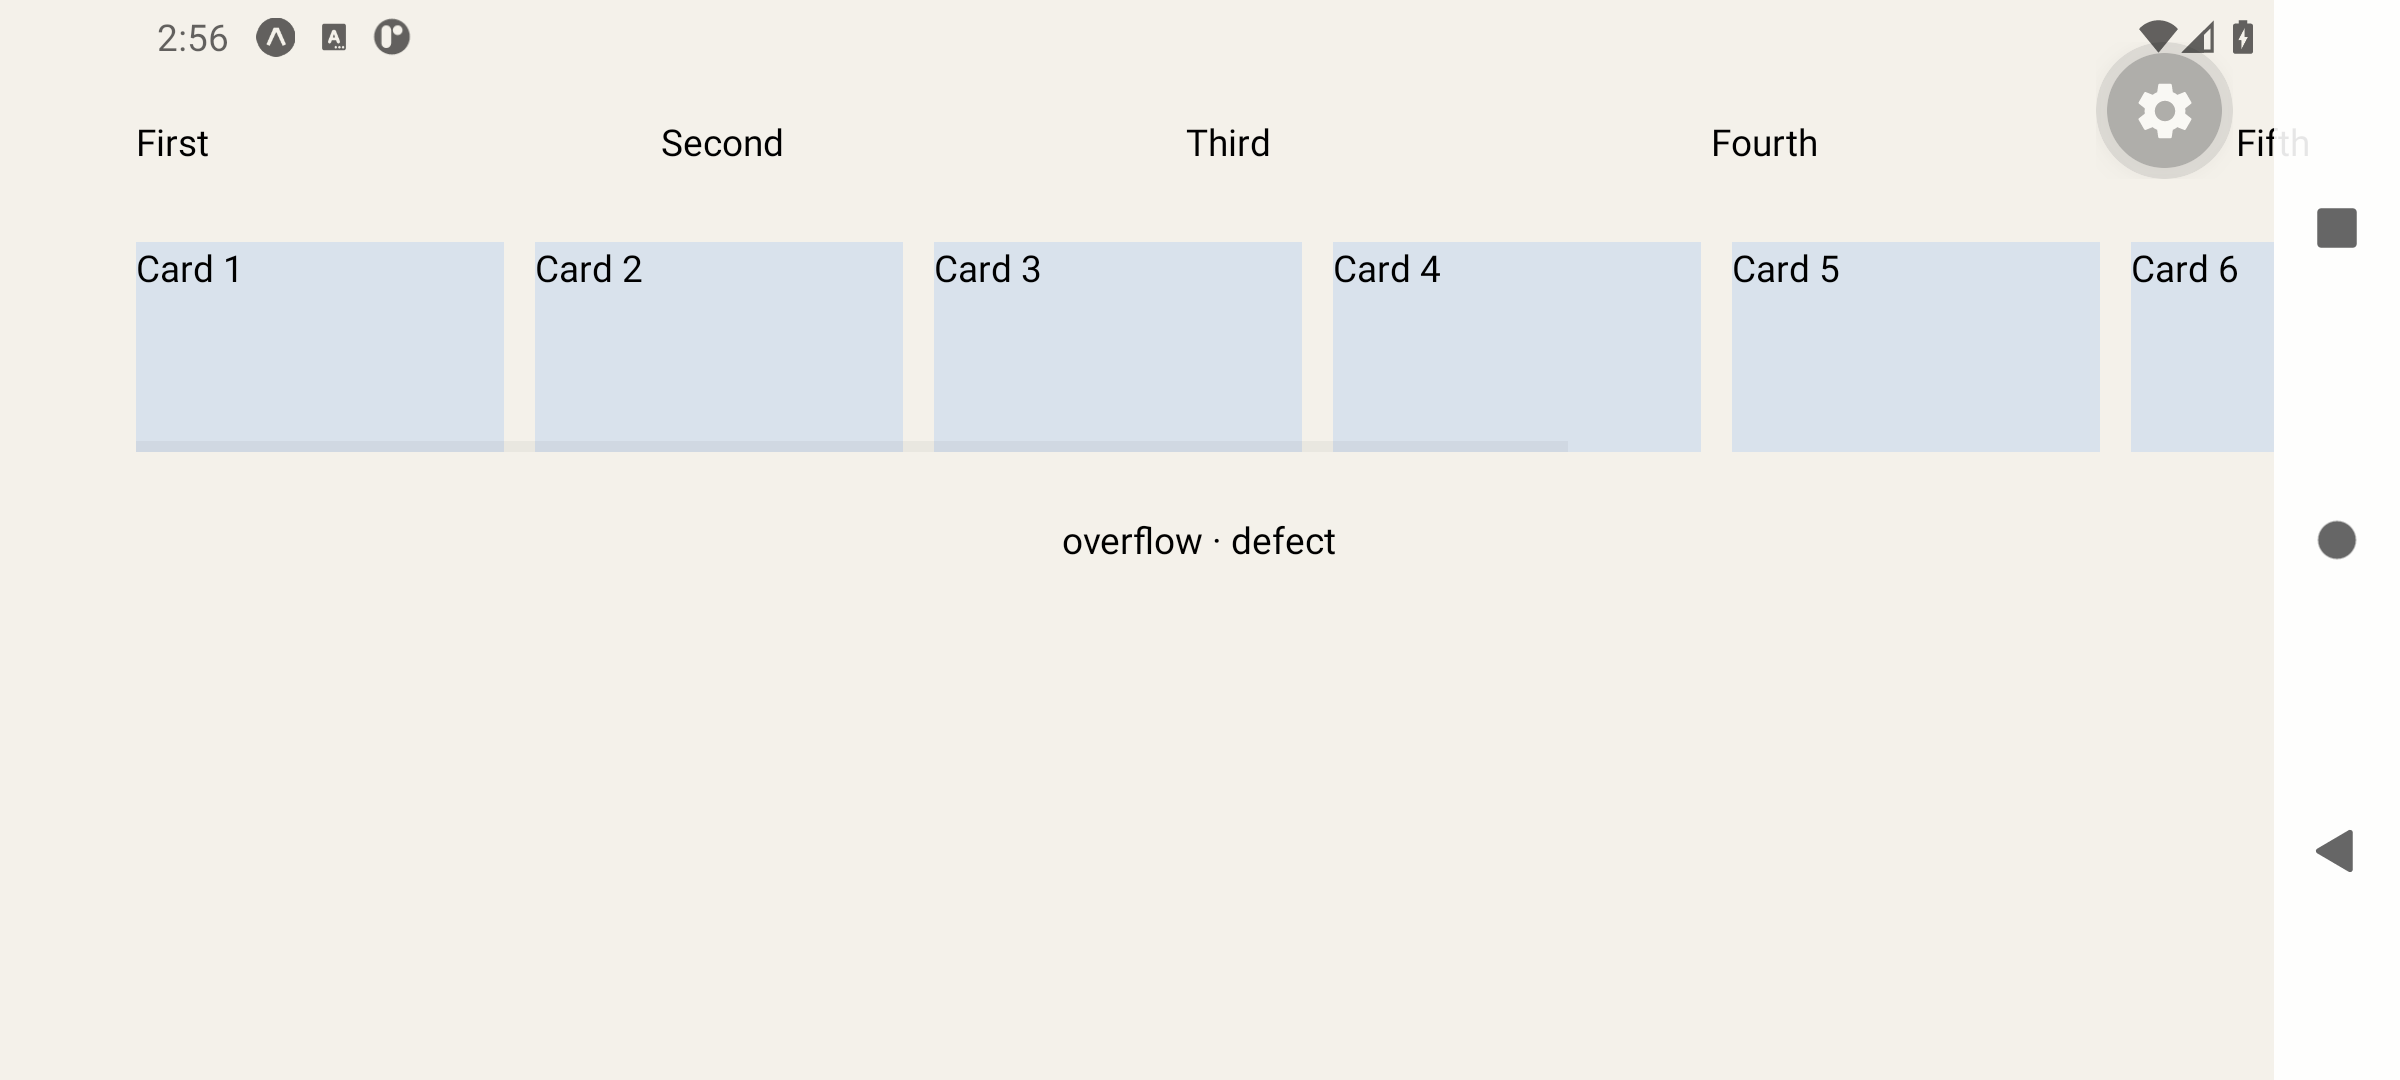 2:56
First Second Third Fourth Fifth
Card 1 Card 2 Card 3 Card 4 Card 5 Card 6
overflow · defect